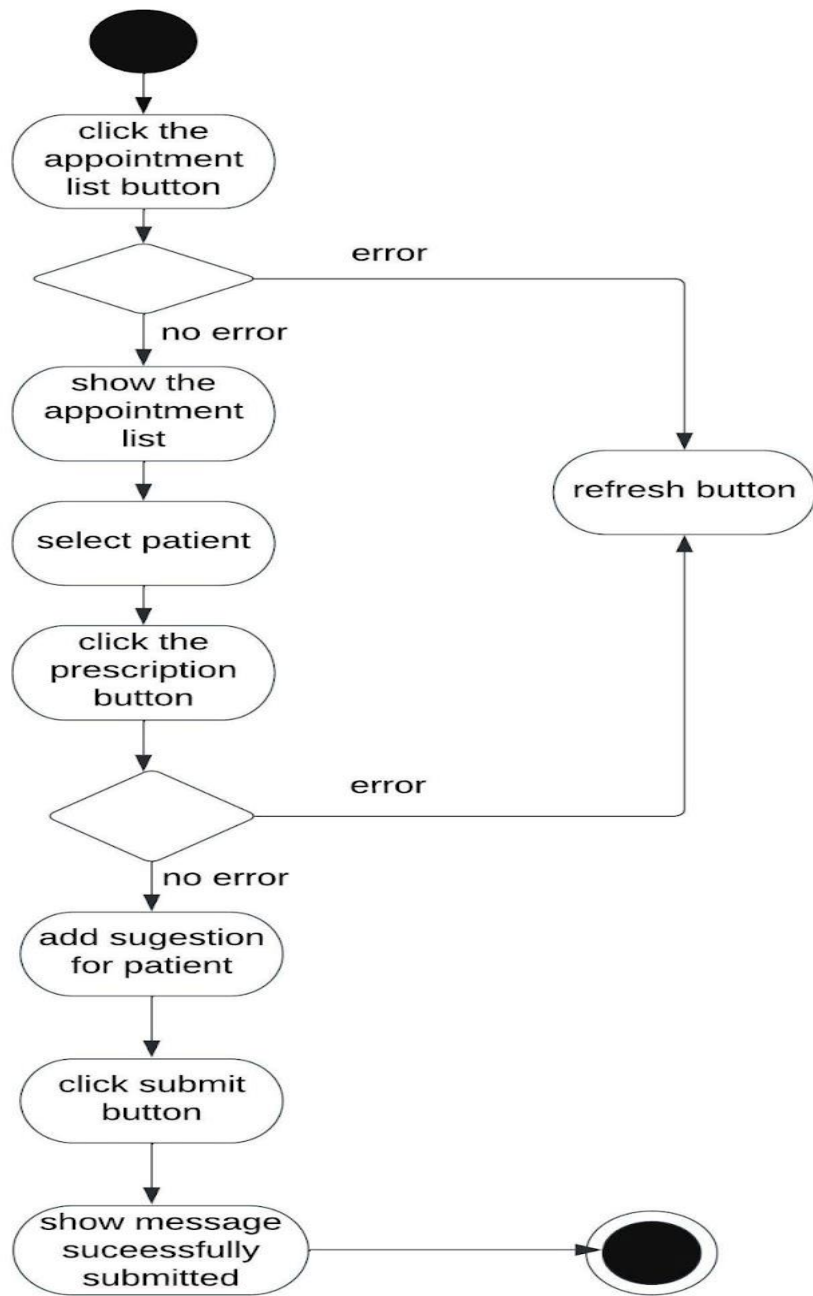 click the
appointment
list button
error
no error
show the
appointment
list
refresh button
select patient
click the
prescription
button
error
no error
add sugestion
for patient
click submit
button
show message
suceessfully
submitted